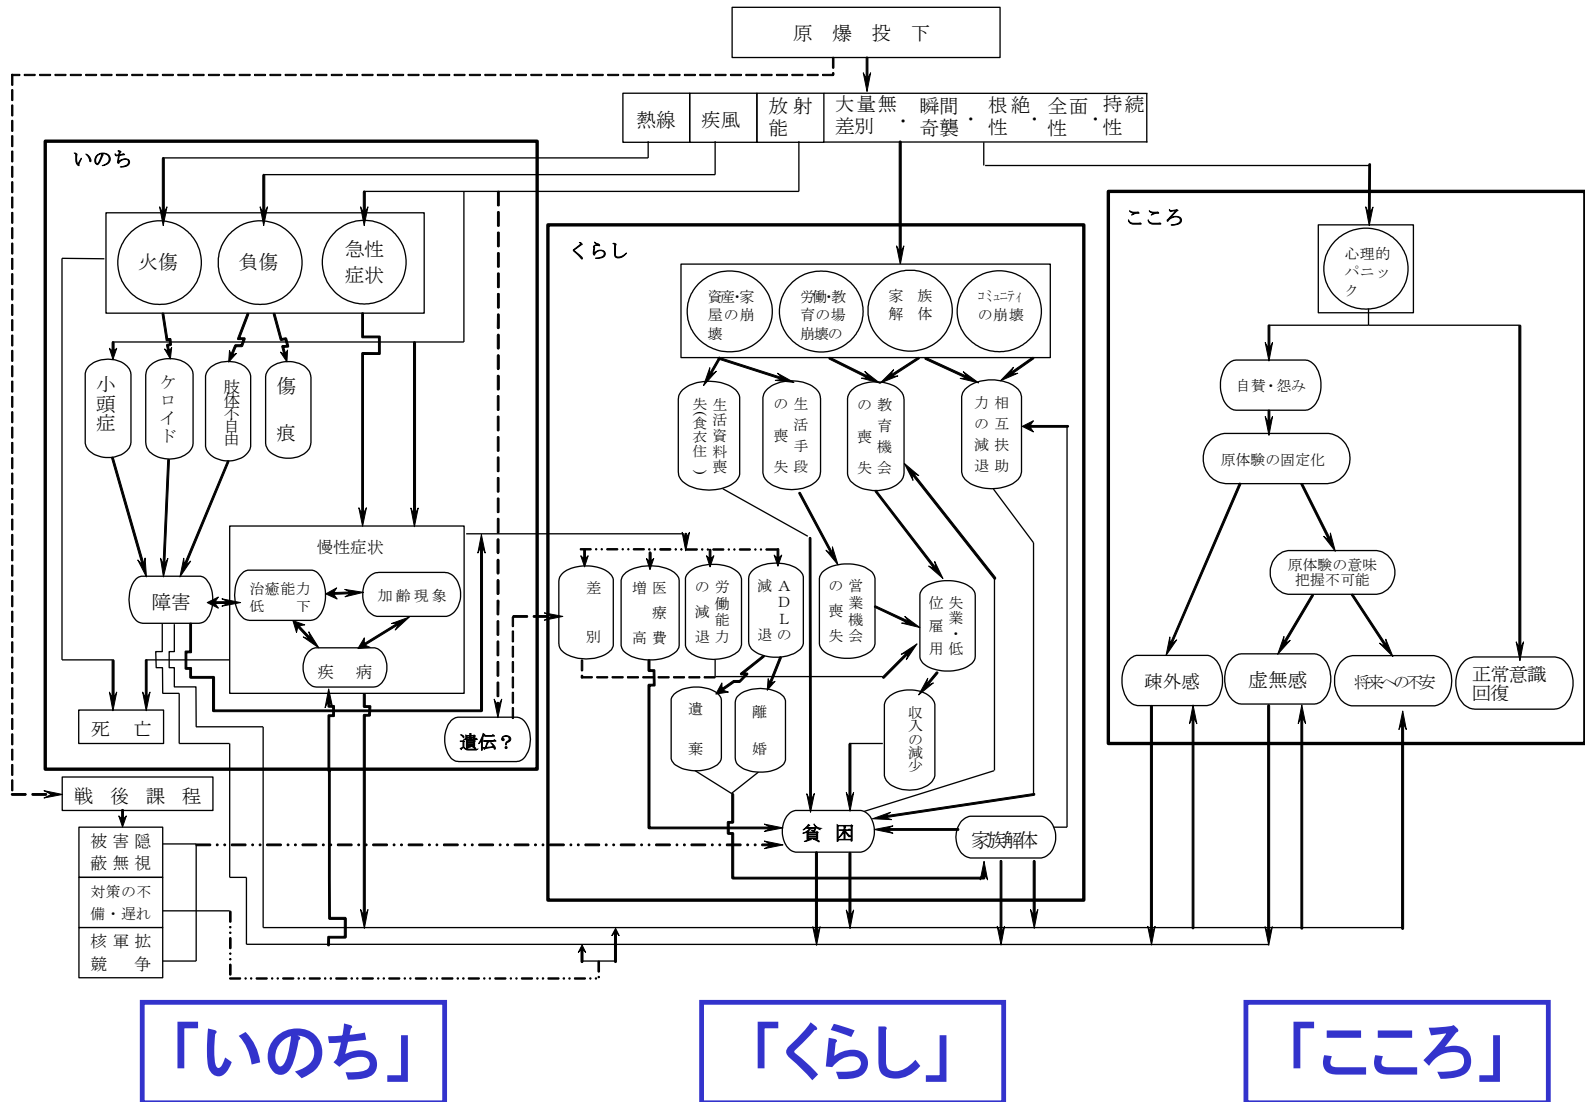 原爆投下
熱線
疾風
放射
能
大量無
差別
・
瞬間
奇襲
・
根絶
性
・
全面
性
・
持続
性
いのち
火傷
負傷
急性
症状
小頭症
ケロイド
肢体不自由
傷痕
慢性症状
障害
治癒能力
低下
加齢現象
疾病
死亡
遺伝？
戦後課程
被害隠
蔽無視
対策の不
備・遅れ
核軍拡
競争
くらし
資産・家
屋の崩
壊
労働・教
育の場
崩壊の
家族
解体
コミュニティ
の崩壊
生活資料喪
失(食衣住)
生活手段
の喪失
教育機会
の喪失
相互扶助
力の減退
差別
医療費
増高
労働能力
の減退
ADLの
減退
営業機会
の喪失
失業・低
位雇用
遺棄
離婚
収入の減少
貧困
家族解体
こころ
心理的
パニッ
ク
自賛・怨み
原体験の固定化
原体験の意味
把握不可能
疎外感
虚無感
将来への不安
正常意識
回復
「いのち」
「くらし」
「こころ」